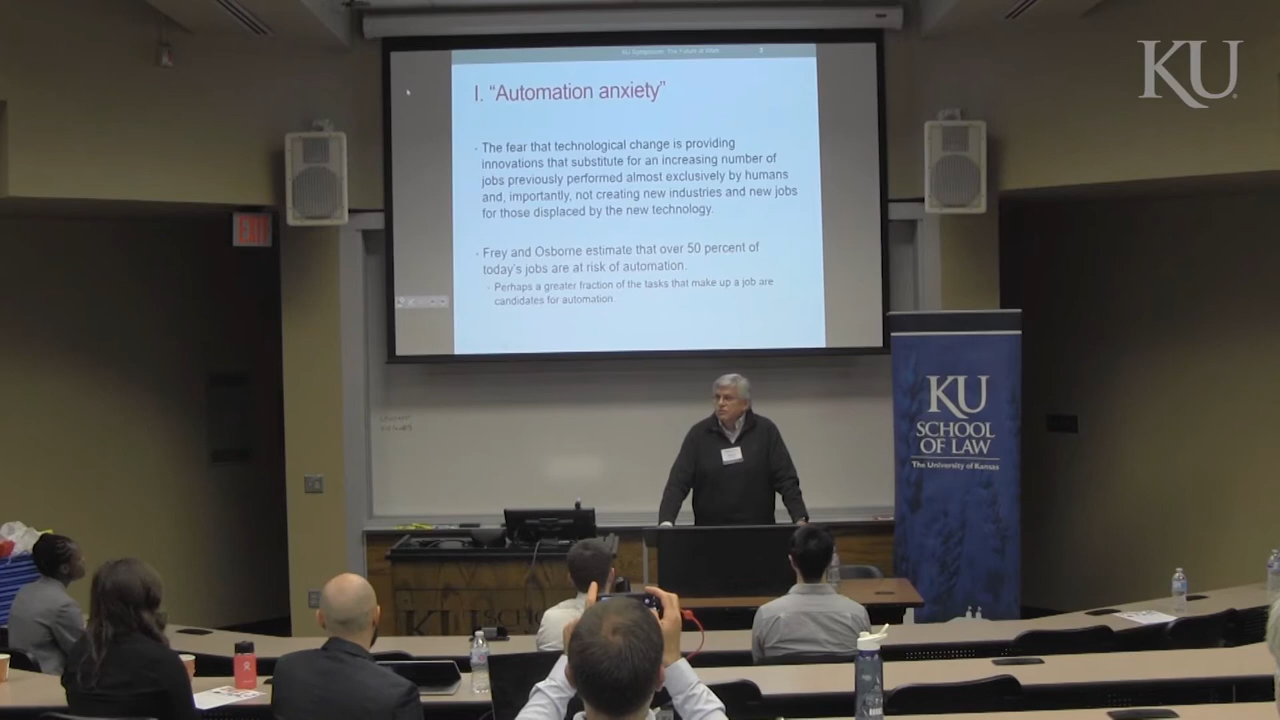 KU Symposium: The Future of Work 2
KU
I. “Automation anxiety”
• The fear that technological change is providing
innovations that substitute for an increasing number of
jobs previously performed almost exclusively by humans
and, importantly, not creating new industries and new jobs
for those displaced by the new technology.
• Frey and Osborne estimate that over 50 percent of
today's jobs are at risk of automation.
• Perhaps a greater fraction of the tasks that make up a job are
candidates for automation.
EXIT
KU
SCHOOL
OF LAW
The University of Kansas
KU SCHO